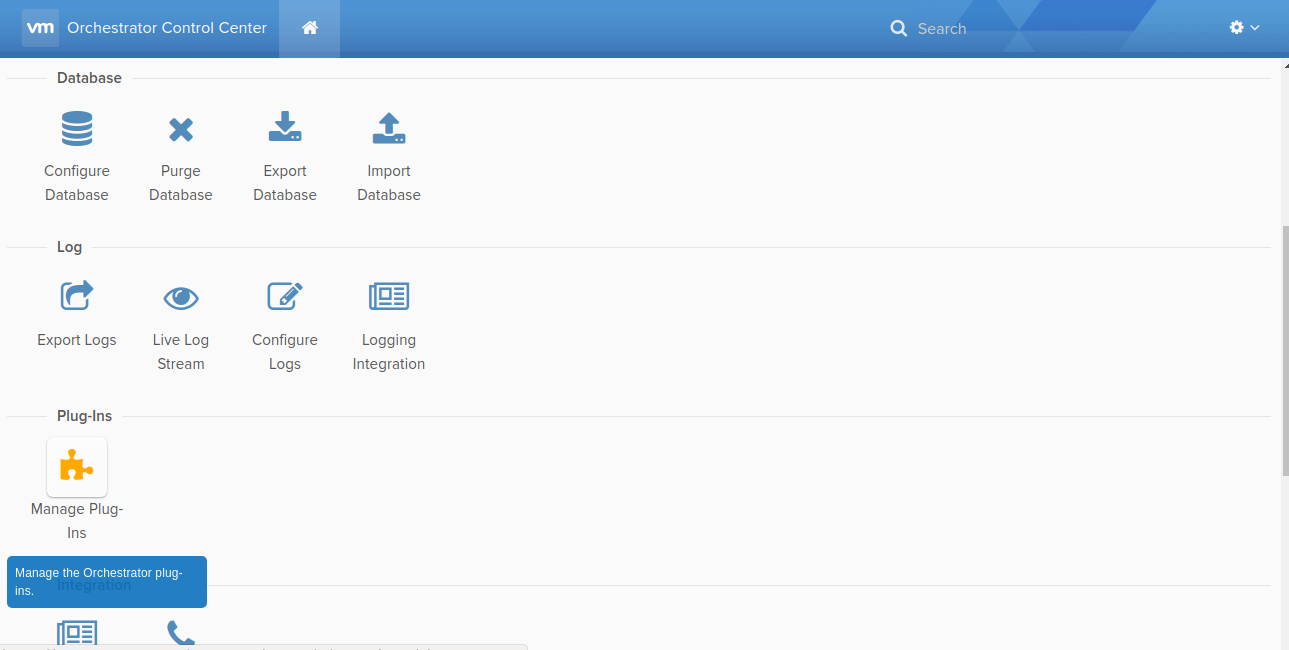 vm Orchestrator Control Center Search
Database
Configure Database
Purge Database
Export Database
Import Database
Log
Export Logs
Live Log Stream
Configure Logs
Logging Integration
Plug-Ins
Manage Plug-
Ins
Manage the Orchestrator plug-
ins.
Integration